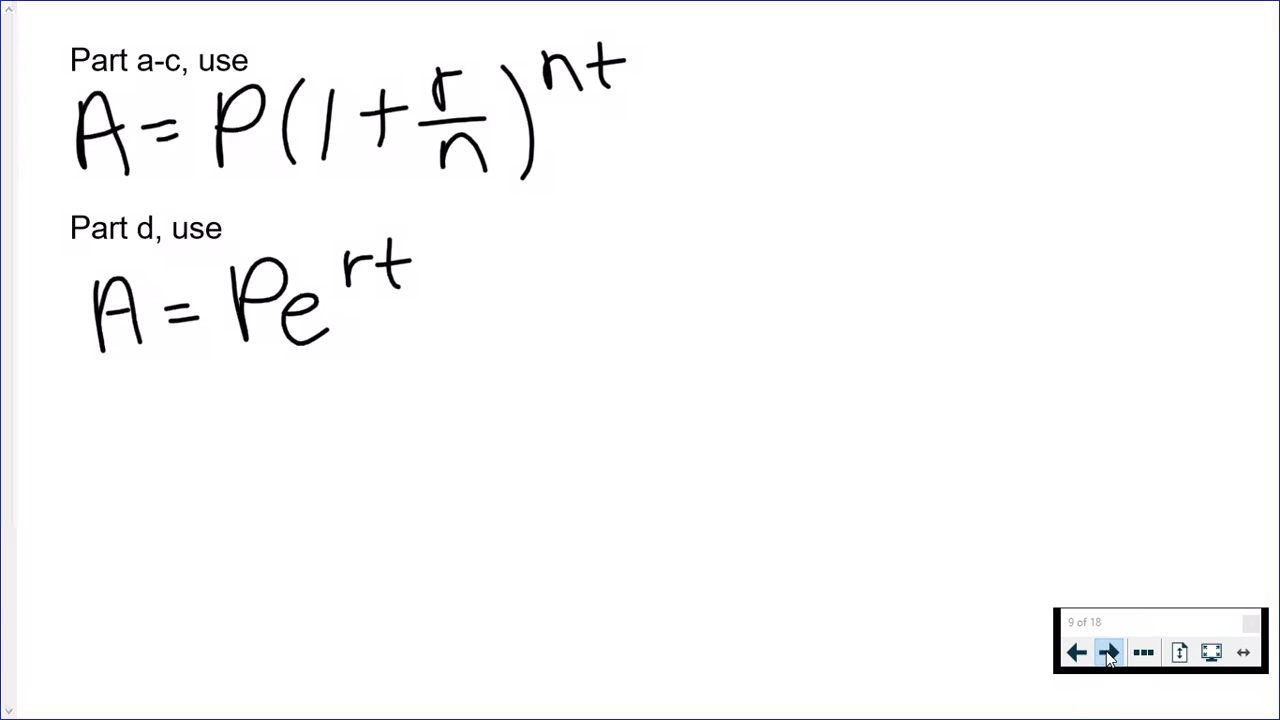 Part a-c, use
A = P(1 + r/n)^nt
Part d, use
A = Pe^rt
9 of 18